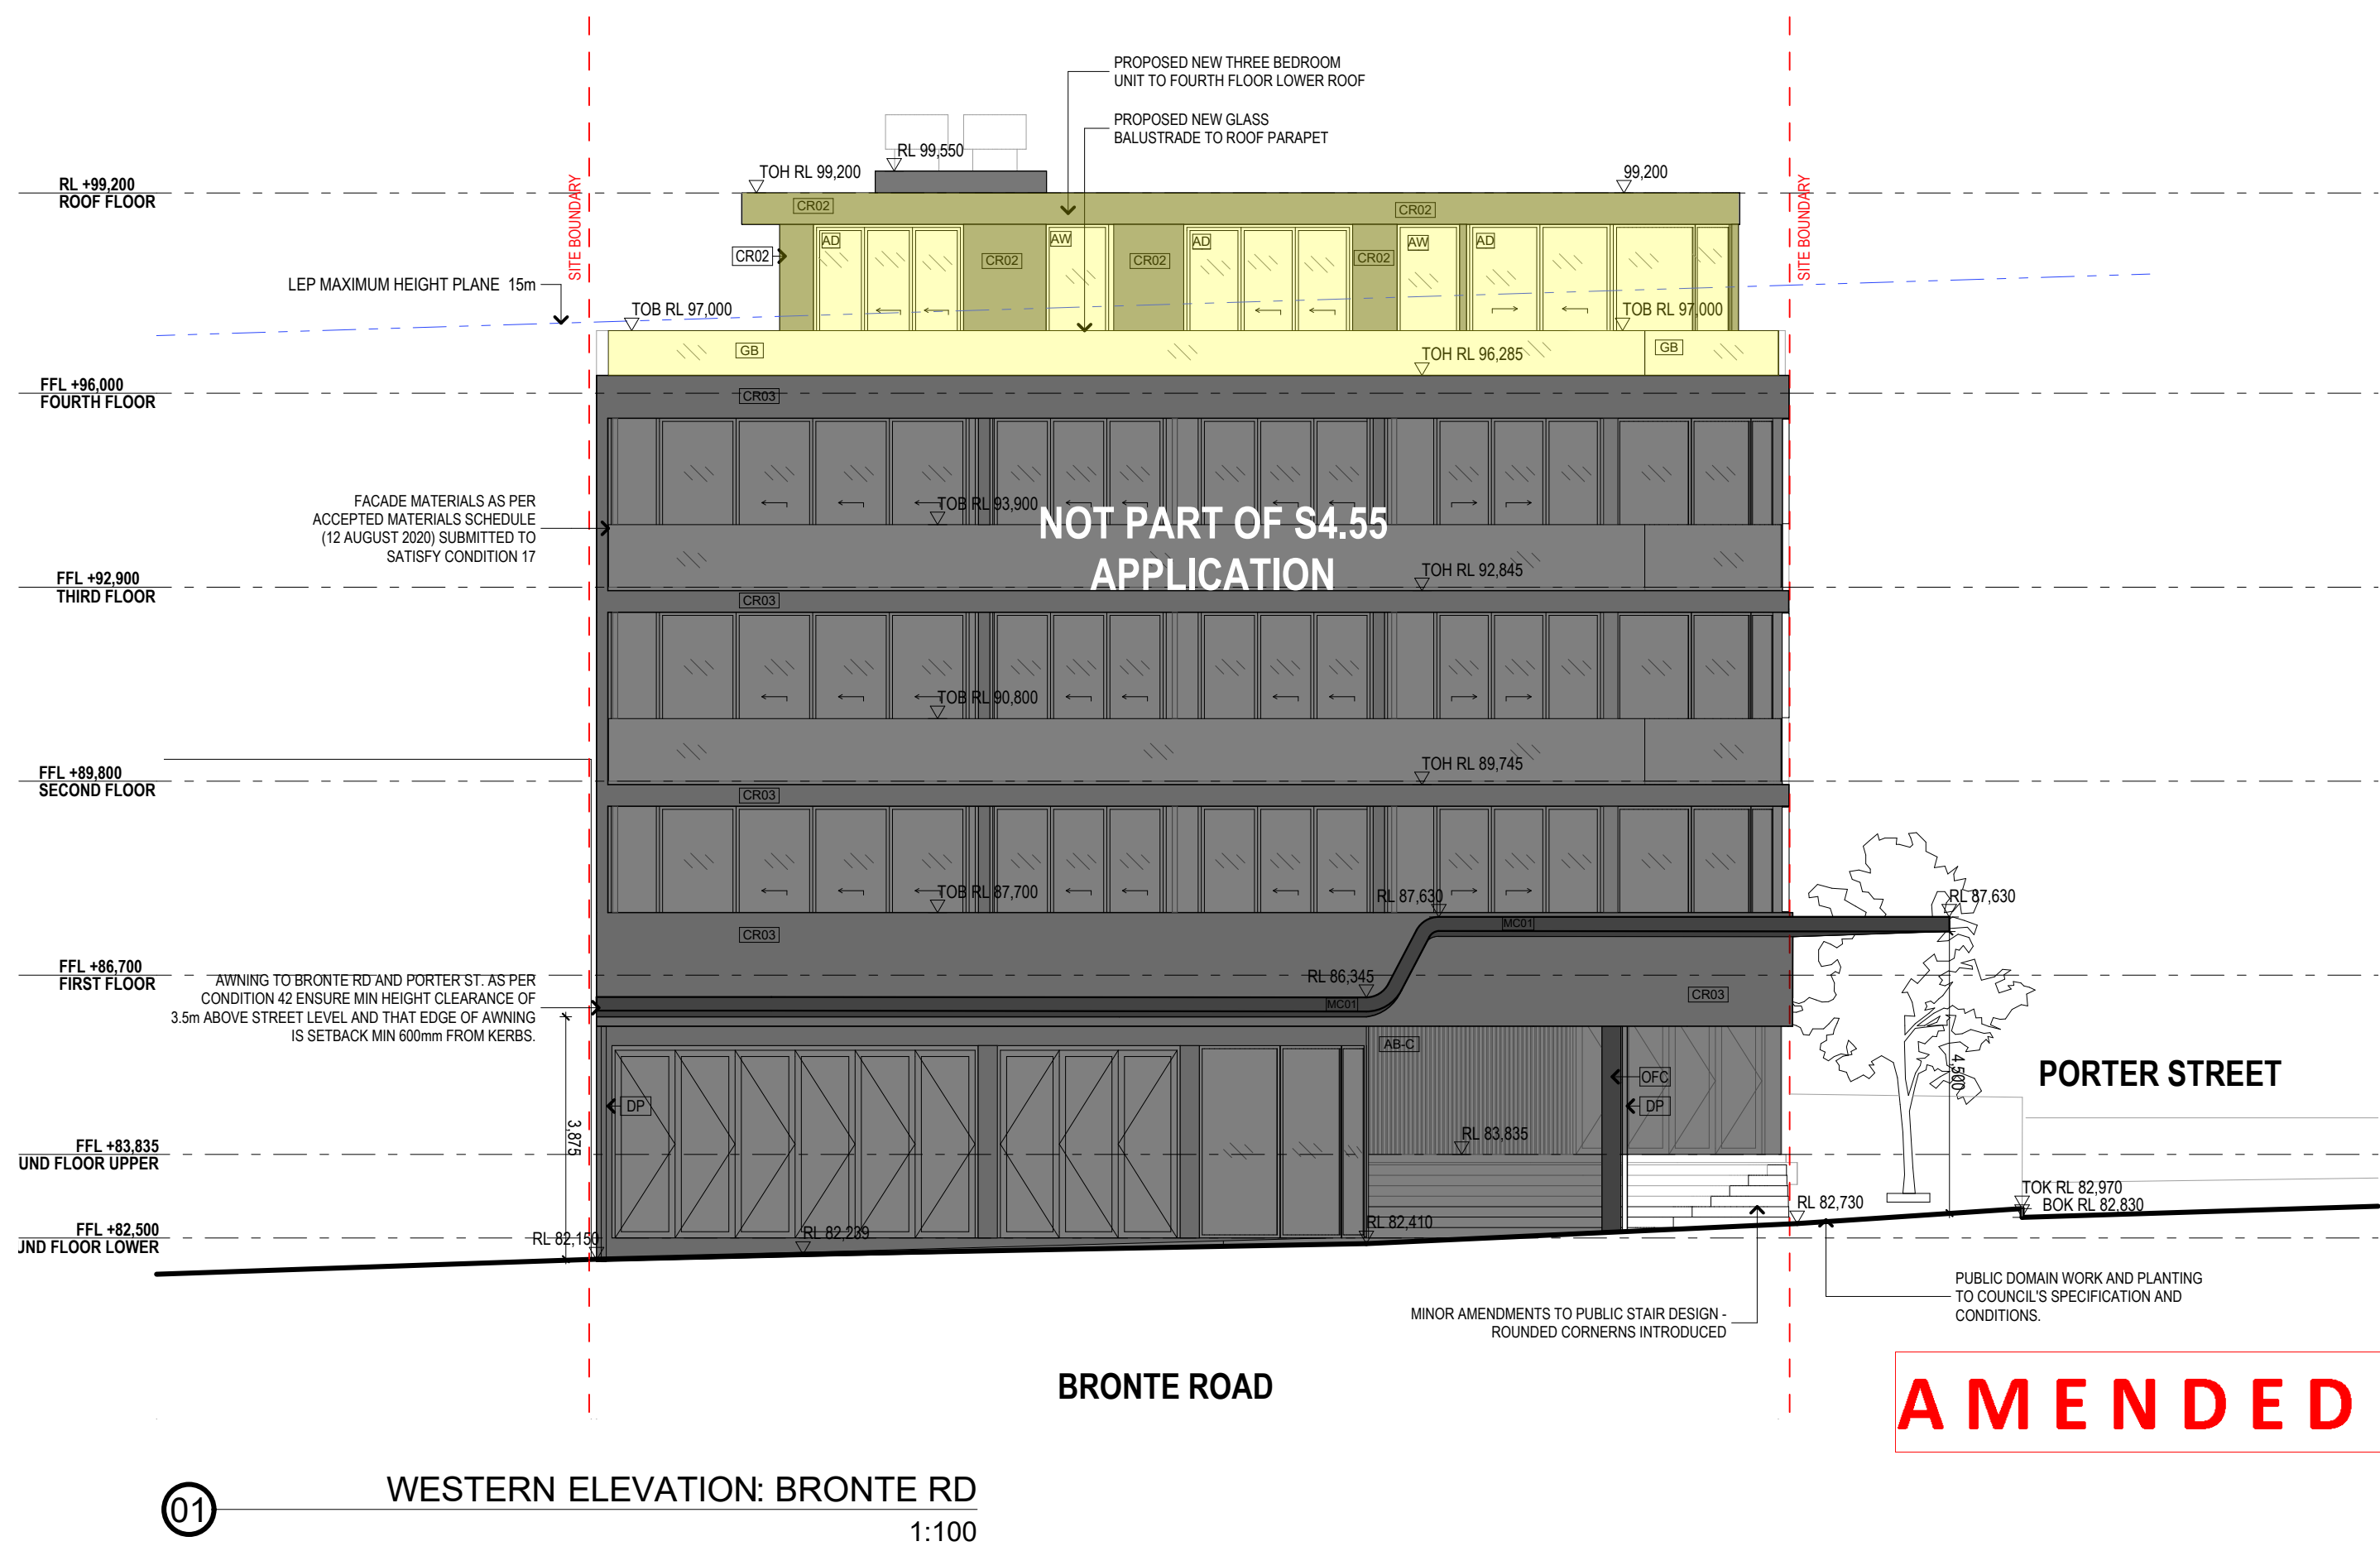 PROPOSED NEW THREE BEDROOM
UNIT TO FOURTH FLOOR LOWER ROOF
PROPOSED NEW GLASS
BALUSTRADE TO ROOF PARAPET
RL 99,550
TOH RL 99,200
99,200
RL +99,200
ROOF FLOOR
SITE BOUNDARY
SITE BOUNDARY
CR02
CR02
AD
AW
AD
AW
AD
CR02
CR02
CR02
CR02
LEP MAXIMUM HEIGHT PLANE 15m
TOB RL 97,000
TOB RL 97,000
GB
GB
TOH RL 96,285
FFL +96,000
FOURTH FLOOR
CR03
FACADE MATERIALS AS PER
ACCEPTED MATERIALS SCHEDULE
(12 AUGUST 2020) SUBMITTED TO
SATISFY CONDITION 17
TOB RL 93,900
NOT PART OF S4.55
APPLICATION
TOH RL 92,845
FFL +92,900
THIRD FLOOR
CR03
TOB RL 90,800
TOH RL 89,745
FFL +89,800
SECOND FLOOR
CR03
TOB RL 87,700
RL 87,630
RL 87,630
MC01
CR03
FFL +86,700
FIRST FLOOR
AWNING TO BRONTE RD AND PORTER ST. AS PER
CONDITION 42 ENSURE MIN HEIGHT CLEARANCE OF
3.5m ABOVE STREET LEVEL AND THAT EDGE OF AWNING
IS SETBACK MIN 600mm FROM KERBS.
RL 86,345
MC01
CR03
AB-C
OFC
DP
DP
4,500
PORTER STREET
3,875
RL 83,835
FFL +83,835
UND FLOOR UPPER
FFL +82,500
UND FLOOR LOWER
RL 82,150
RL 82,239
RL 82,410
RL 82,730
TOK RL 82,970
BOK RL 82,830
PUBLIC DOMAIN WORK AND PLANTING
TO COUNCIL'S SPECIFICATION AND
CONDITIONS.
MINOR AMENDMENTS TO PUBLIC STAIR DESIGN -
ROUNDED CORNERNS INTRODUCED
BRONTE ROAD
AMENDED
01
WESTERN ELEVATION: BRONTE RD
1:100